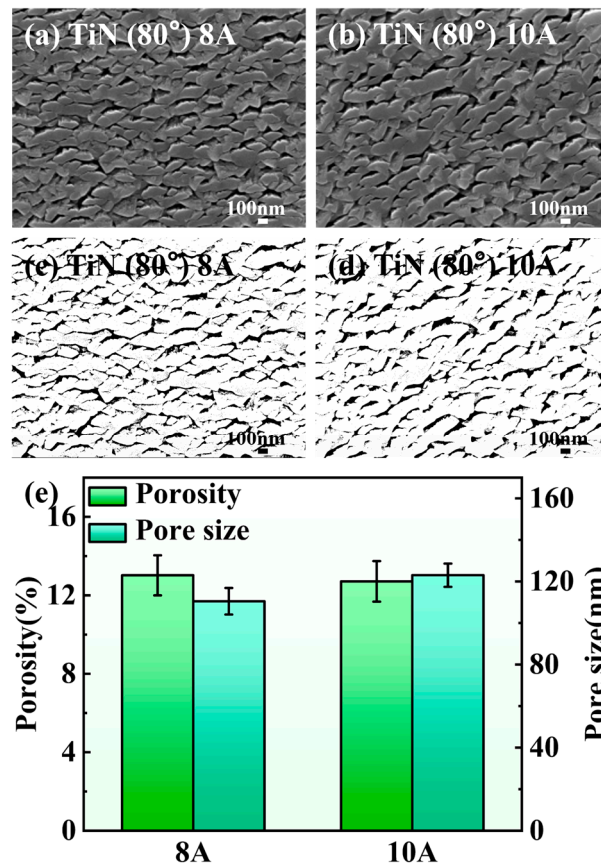 (a) TiN (80°) 8A
(b) TiN (80°) 10A
100nm
100nm
(c) TiN (80°) 8A
(d) TiN (80°) 10A
100nm
100nm
(e)
Porosity
Pore size
Porosity(%)
16
12
8
4
0
Pore size(nm)
160
120
80
40
0
8A
10A